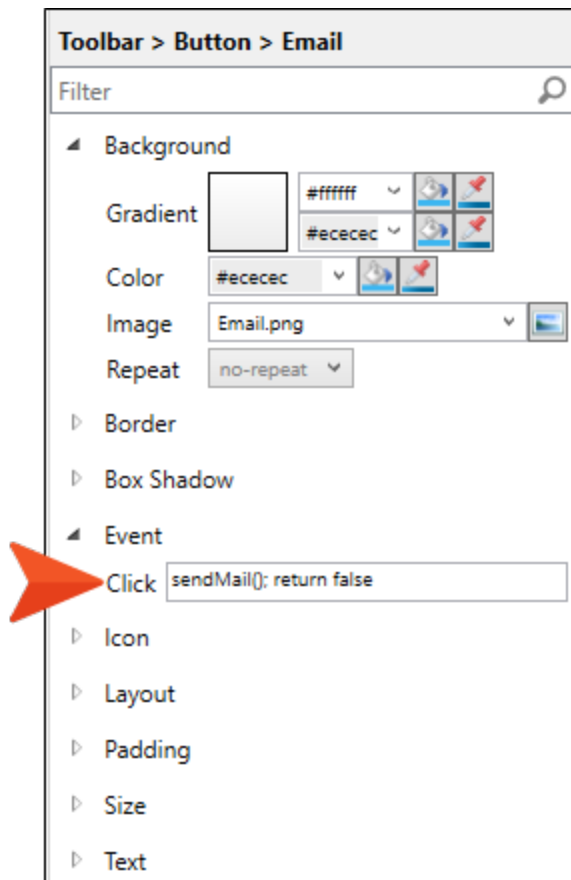 Toolbar > Button > Email
Filter
Background
Gradient
#ffffff
#ececec
Color #ececec
Image Email.png
Repeat no-repeat
Border
Box Shadow
Event
Click sendMail(); return false
Icon
Layout
Padding
Size
Text